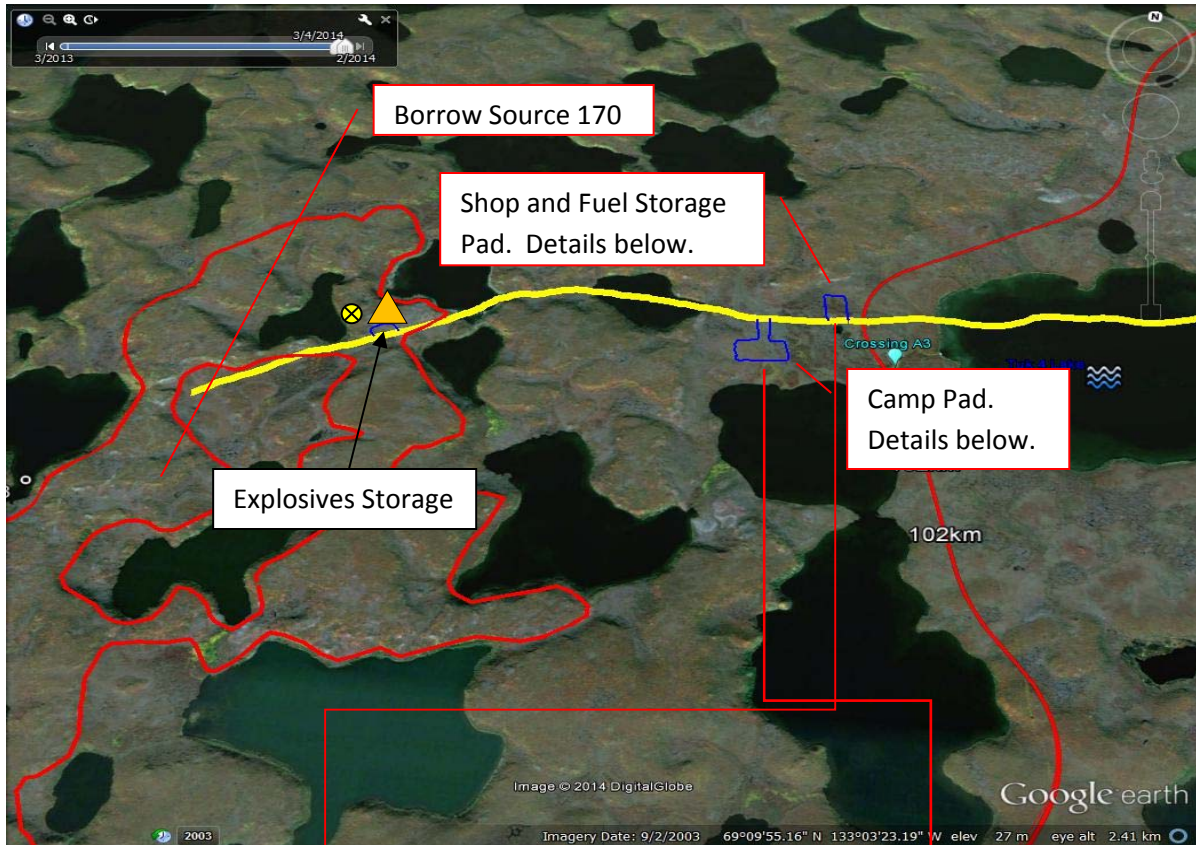 3/4/2014
3/2013
2/2014
N
Borrow Source 170
Shop and Fuel Storage
Pad. Details below.
Crossing A3
Camp Pad.
Details below.
Explosives Storage
102km
Image © 2014 DigitalGlobe
Google earth
2003
Imagery Date: 9/2/2003 69°09'55.16" N 133°03'23.19" W elev 27 m eye alt 2.41 km